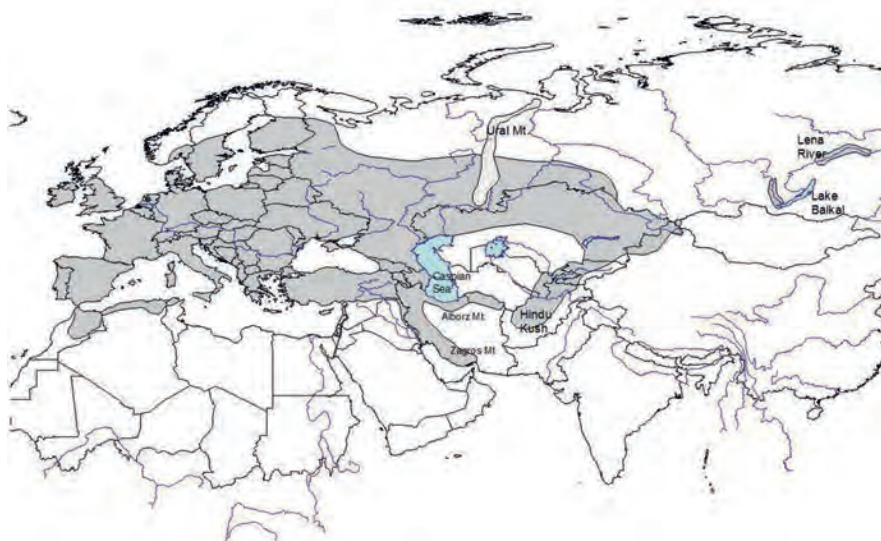 Ural Mt
Lena
River
Lake
Baikal
Caspian
Sea
Alborz Mt
Hindu
Kush
Zagros Mt